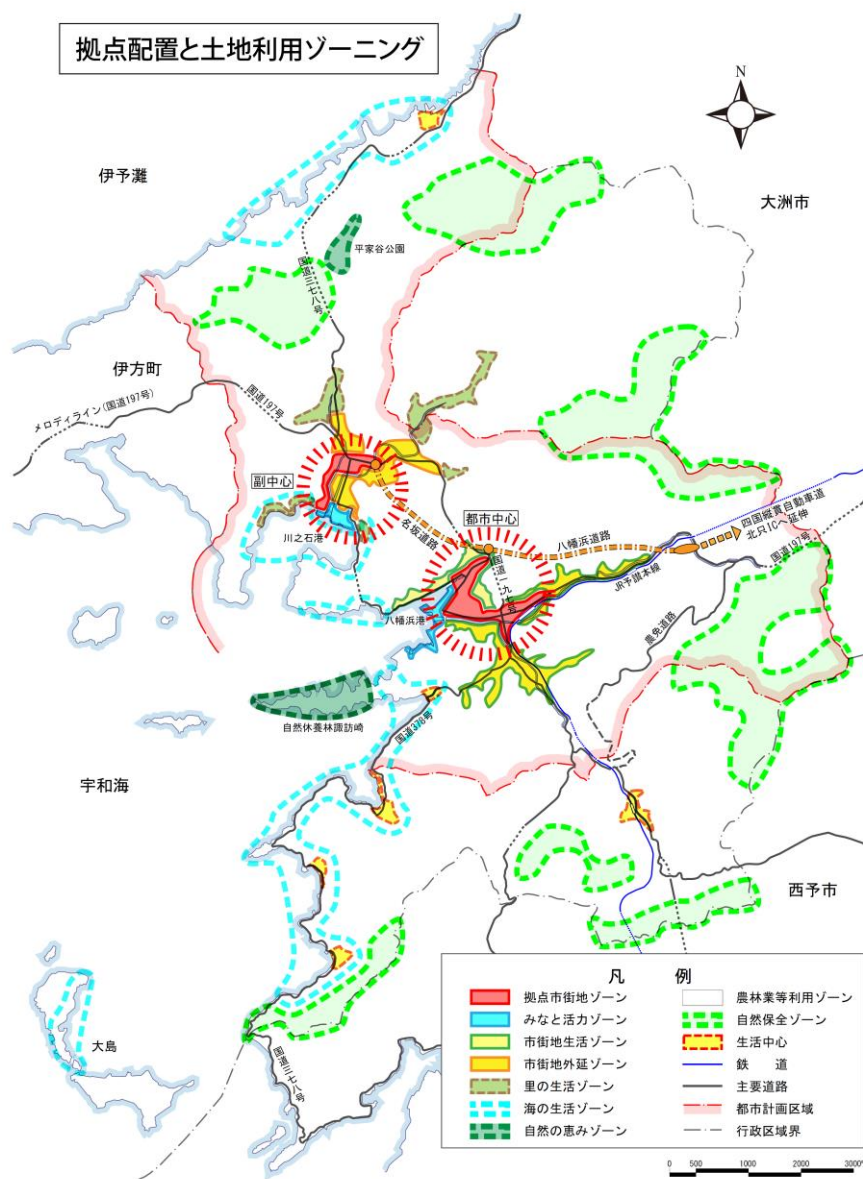 拠点配置と土地利用ゾーニング
N
伊予灘
大洲市
平家谷公園
国道三七八号
伊方町
メロディライン(国道197号)
国道197号
副中心
都市中心
四国縦貫自動車道
北只ICへ延伸
川之石港
名坂道路
八幡浜道路
国道197号
国道一九七号
JR予讃本線
八幡浜港
農免道路
自然休養林諏訪崎
国道378号
宇和海
西予市
大島
国道三七八号
凡 例
拠点市街地ゾーン
みなと活力ゾーン
市街地生活ゾーン
市街地外延ゾーン
里の生活ゾーン
海の生活ゾーン
自然の恵みゾーン
農林業等利用ゾーン
自然保全ゾーン
生活中心
鉄 道
主要道路
都市計画区域
行政区域界
0 500 1000 2000 3000m